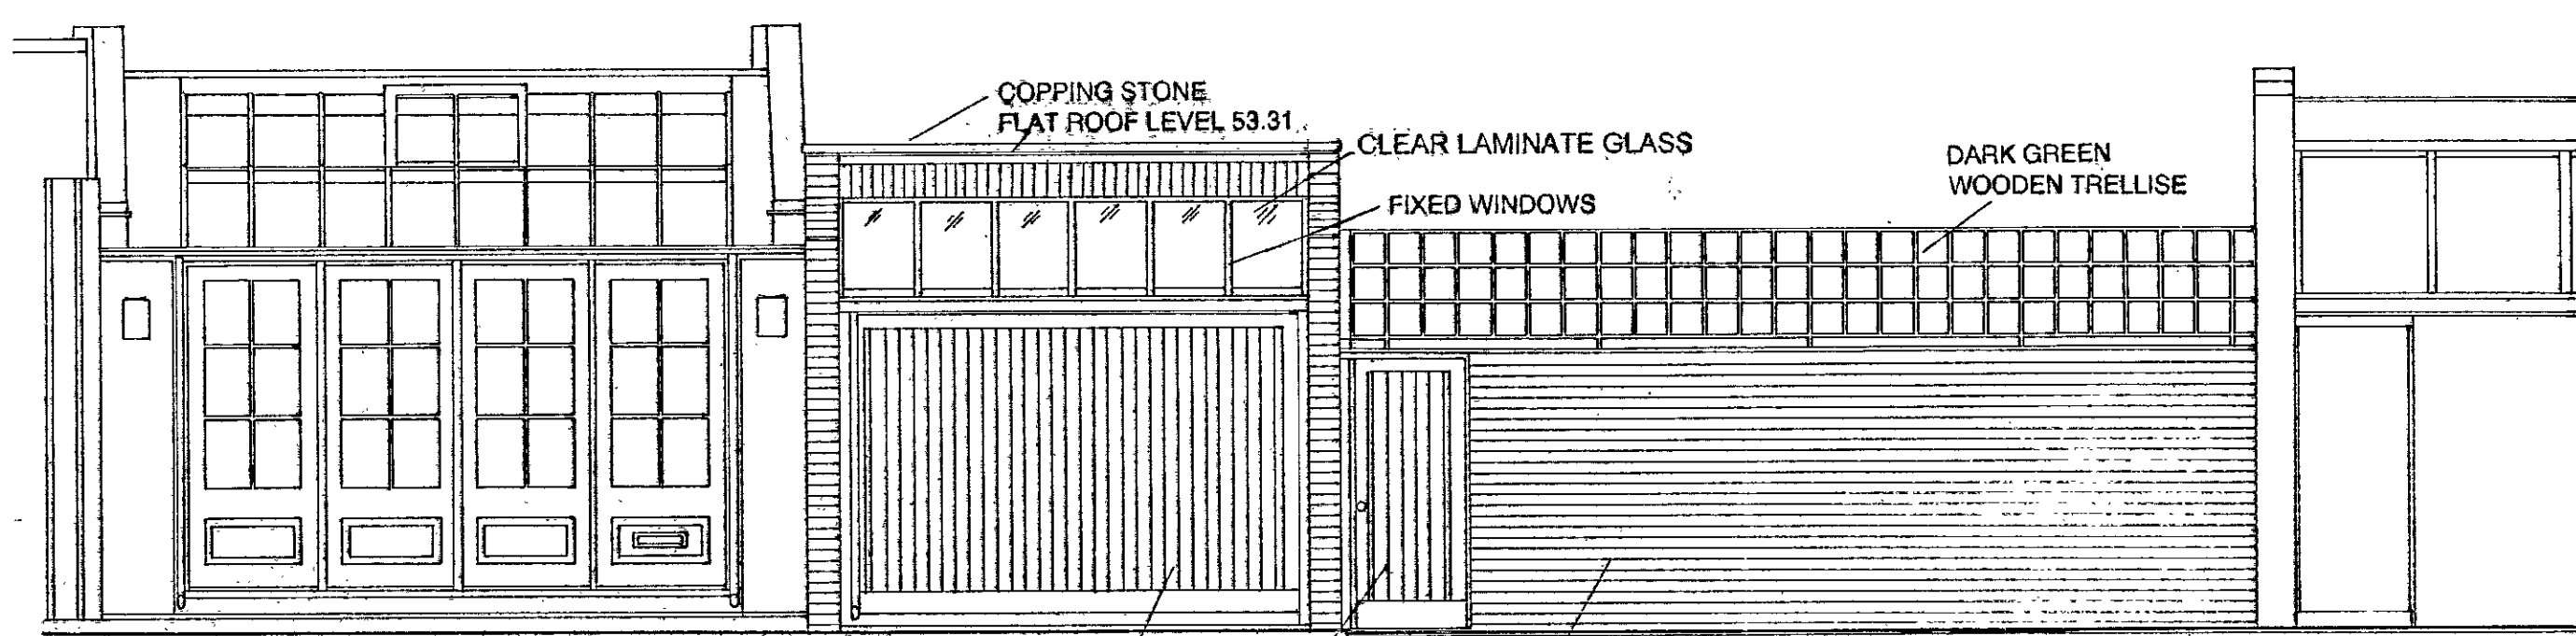 COPPING STONE
FLAT ROOF LEVEL 53.31
CLEAR LAMINATE GLASS
FIXED WINDOWS
DARK GREEN
WOODEN TRELLISE